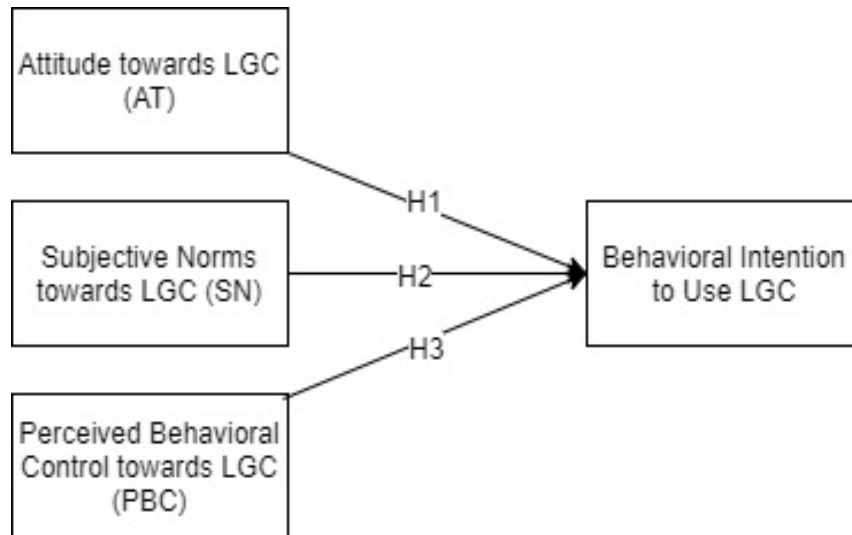 Attitude towards LGC
(AT)
H1
Subjective Norms
towards LGC (SN)
H2
Behavioral Intention
to Use LGC
H3
Perceived Behavioral
Control towards LGC
(PBC)